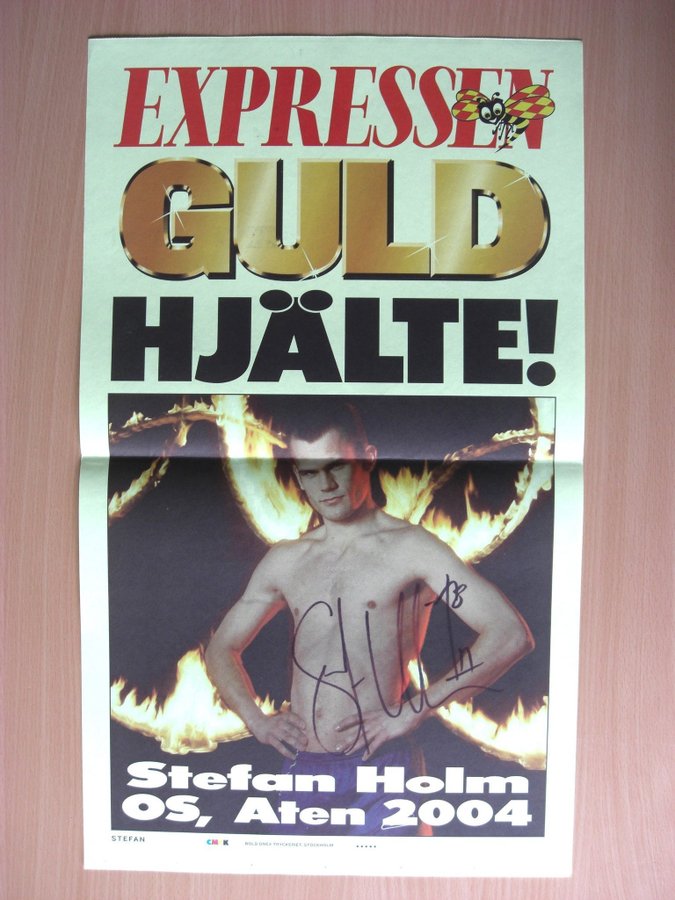 EXPRESSEN
GULD
HJÄLTE!
Stefan Holm
OS, Aten 2004
STEFAN